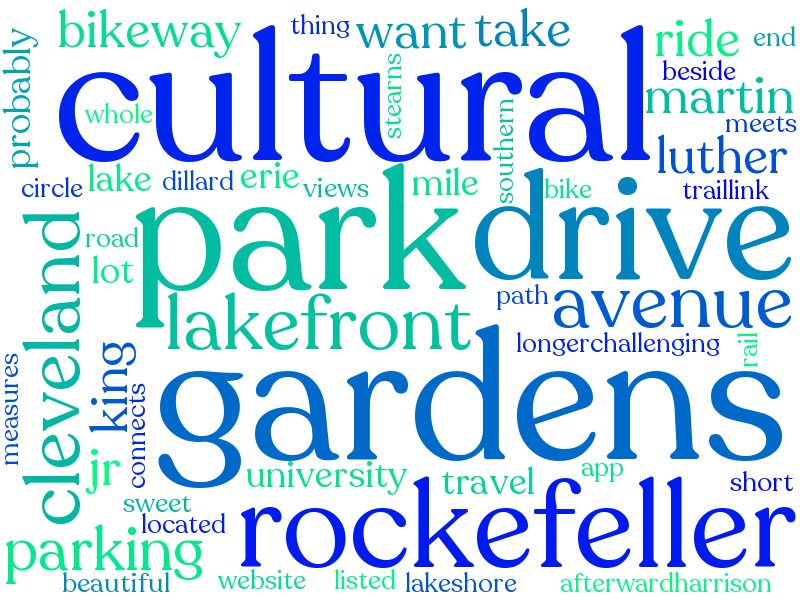 bikeway
thing
want
take
ride
end
probably
cultural
whole
stearns
beside
martin
meets
southern
luther
circle
lake
dillard
erie
views
mile
bike
traillink
road
park
drive
lot
cleveland
lakefront
path
avenue
longerchallenging
rail
measures
king
connects
gardens
jr
university
travel
app
short
sweet
located
rockefeller
parking
beautiful
website
listed
lakeshore
afterwardharrison